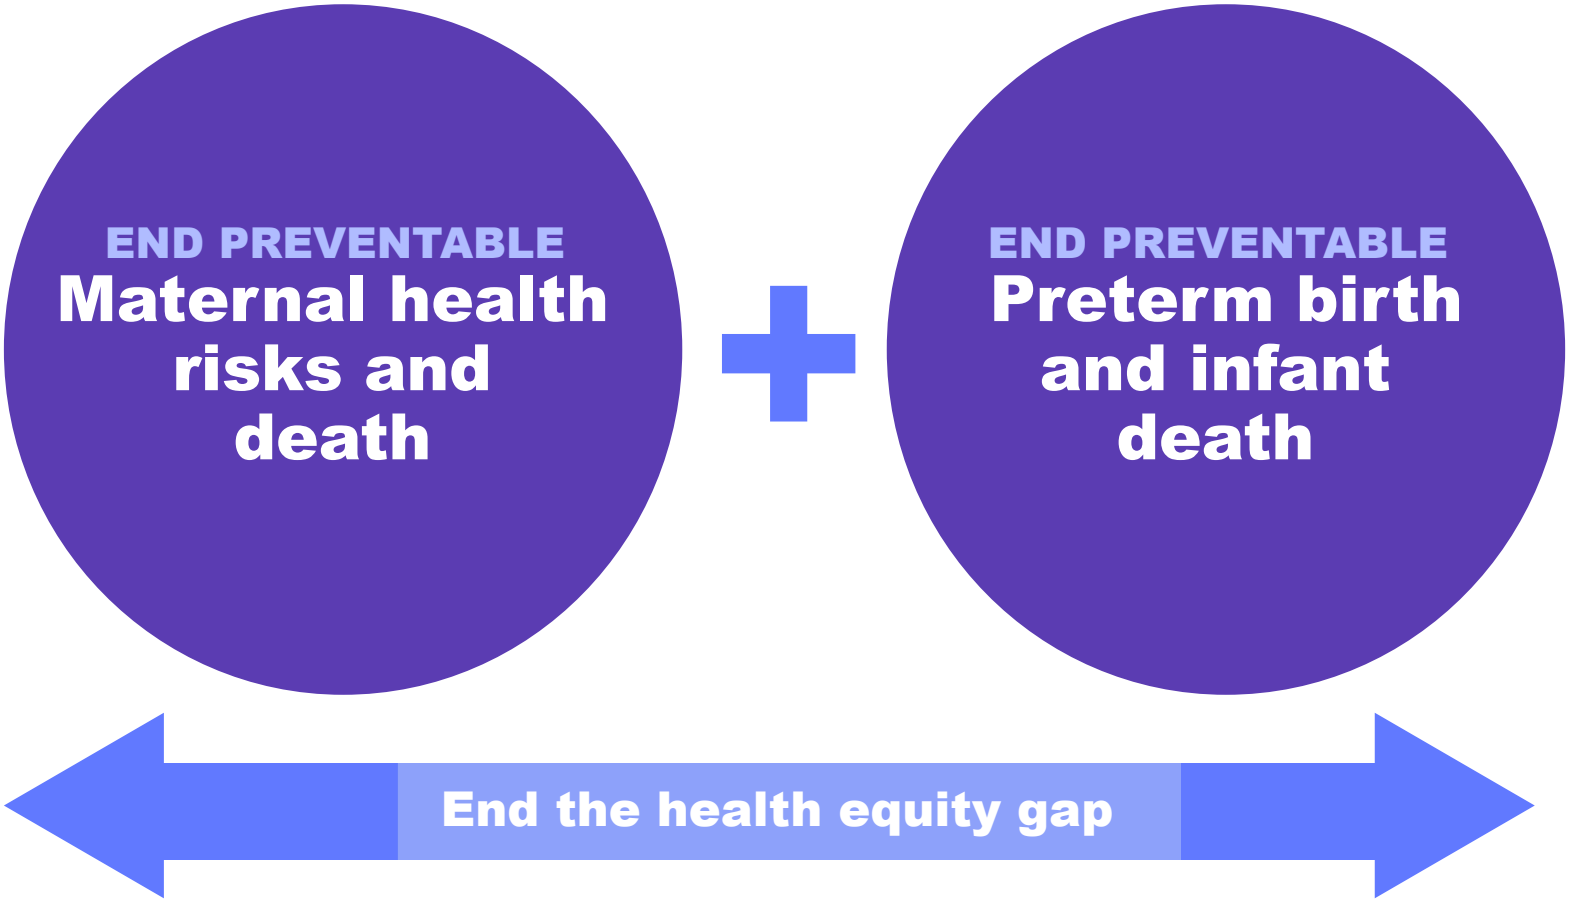 END PREVENTABLE
Maternal health
risks and
death
END PREVENTABLE
Preterm birth
and infant
death
End the health equity gap